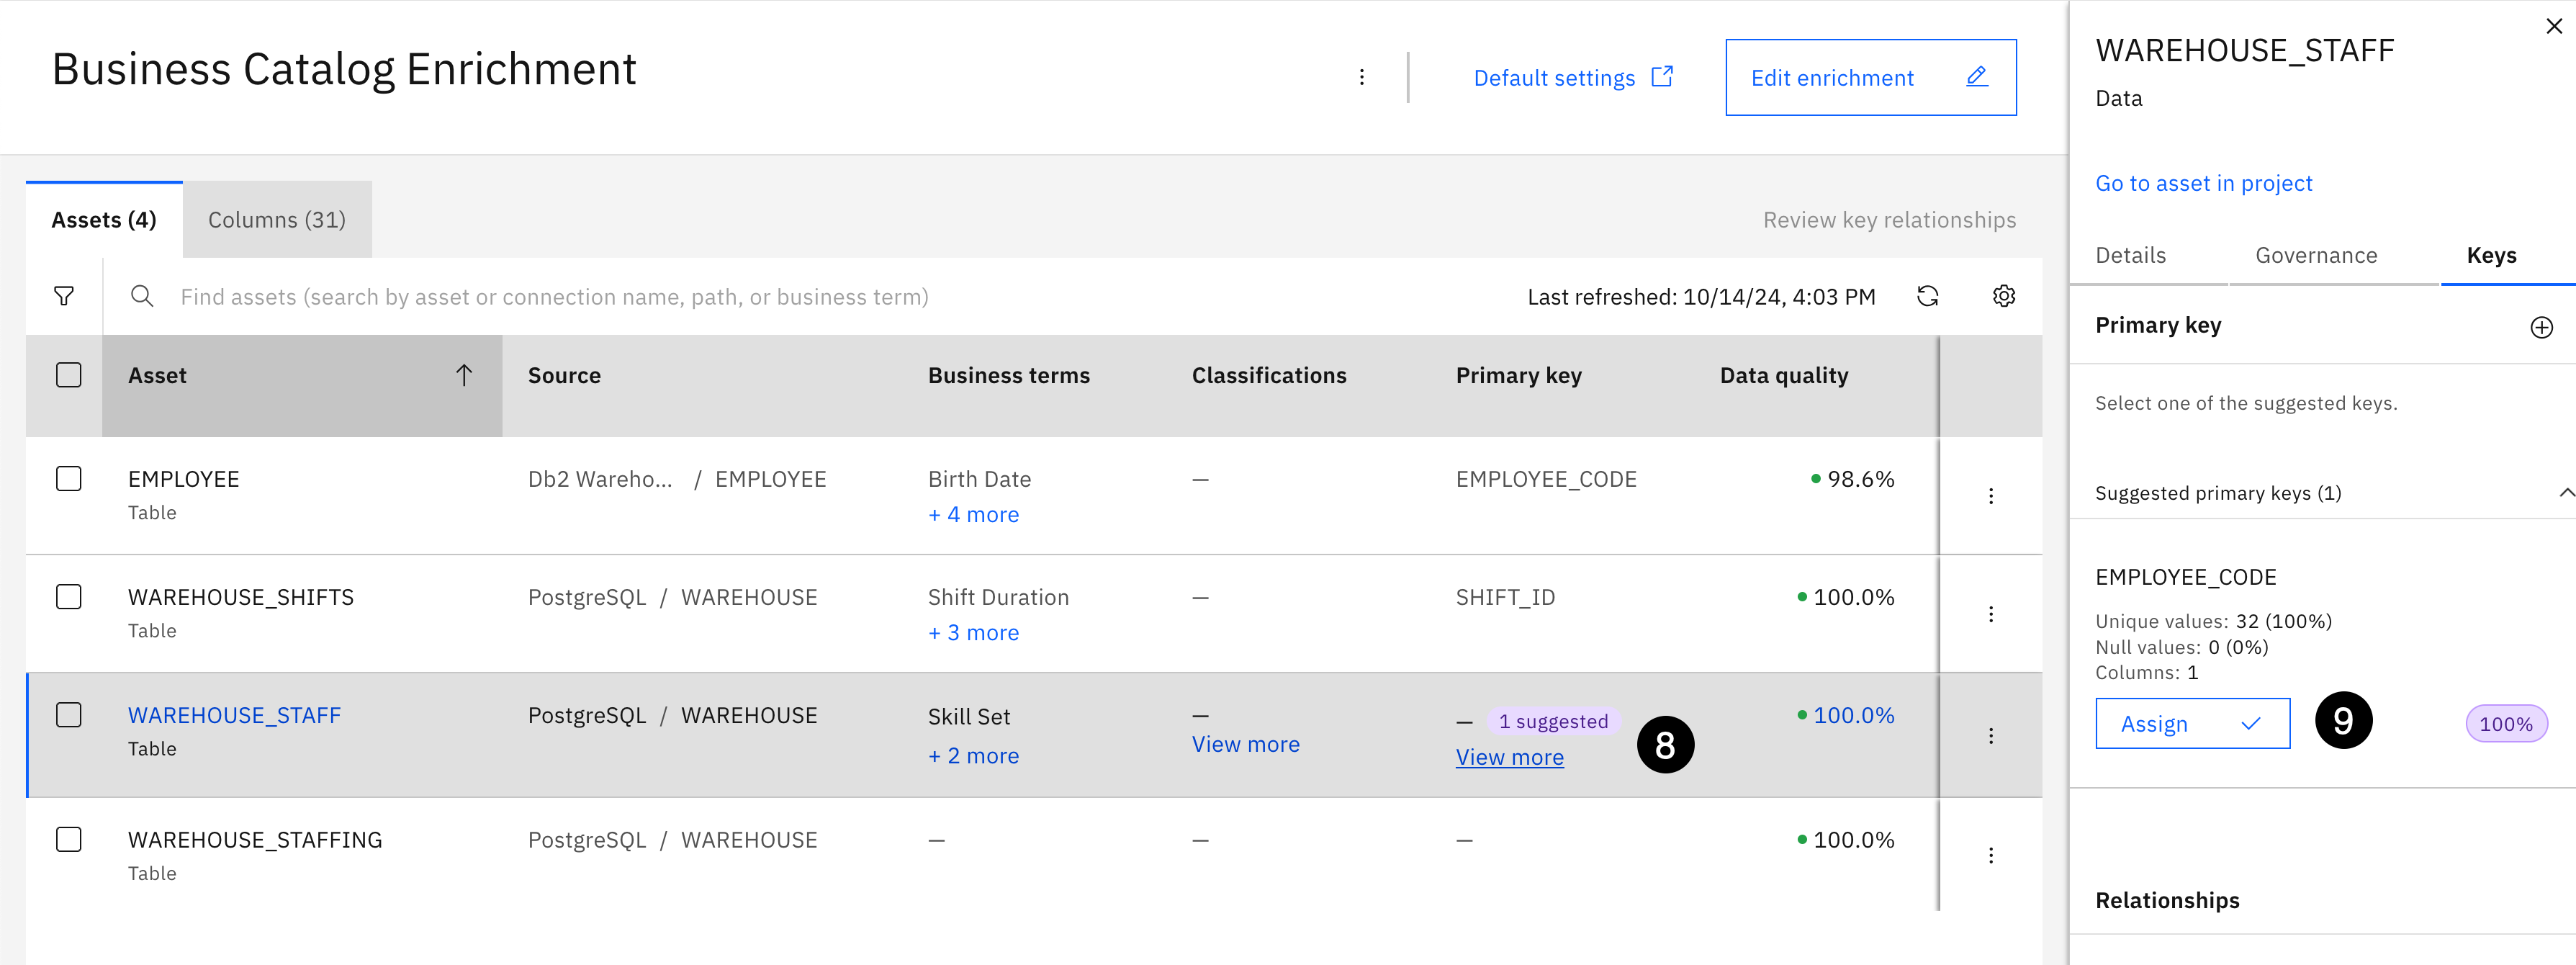 Business Catalog Enrichment
Default settings
Edit enrichment
Assets (4)
Columns (31)
Review key relationships
Find assets (search by asset or connection name, path, or business term)
Last refreshed: 10/14/24, 4:03 PM
Asset Source Business terms Classifications Primary key Data quality
EMPLOYEE Db2 Wareho... / EMPLOYEE Birth Date — EMPLOYEE_CODE 98.6%
Table + 4 more
WAREHOUSE_SHIFTS PostgreSQL / WAREHOUSE Shift Duration — SHIFT_ID 100.0%
Table + 3 more
WAREHOUSE_STAFF PostgreSQL / WAREHOUSE Skill Set — — 1 suggested 100.0%
Table + 2 more View more View more 8
WAREHOUSE_STAFFING PostgreSQL / WAREHOUSE — — — 100.0%
Table
WAREHOUSE_STAFF
Data
Go to asset in project
Details Governance Keys
Primary key
Select one of the suggested keys.
Suggested primary keys (1)
EMPLOYEE_CODE
Unique values: 32 (100%)
Null values: 0 (0%)
Columns: 1
Assign 9 100%
Relationships